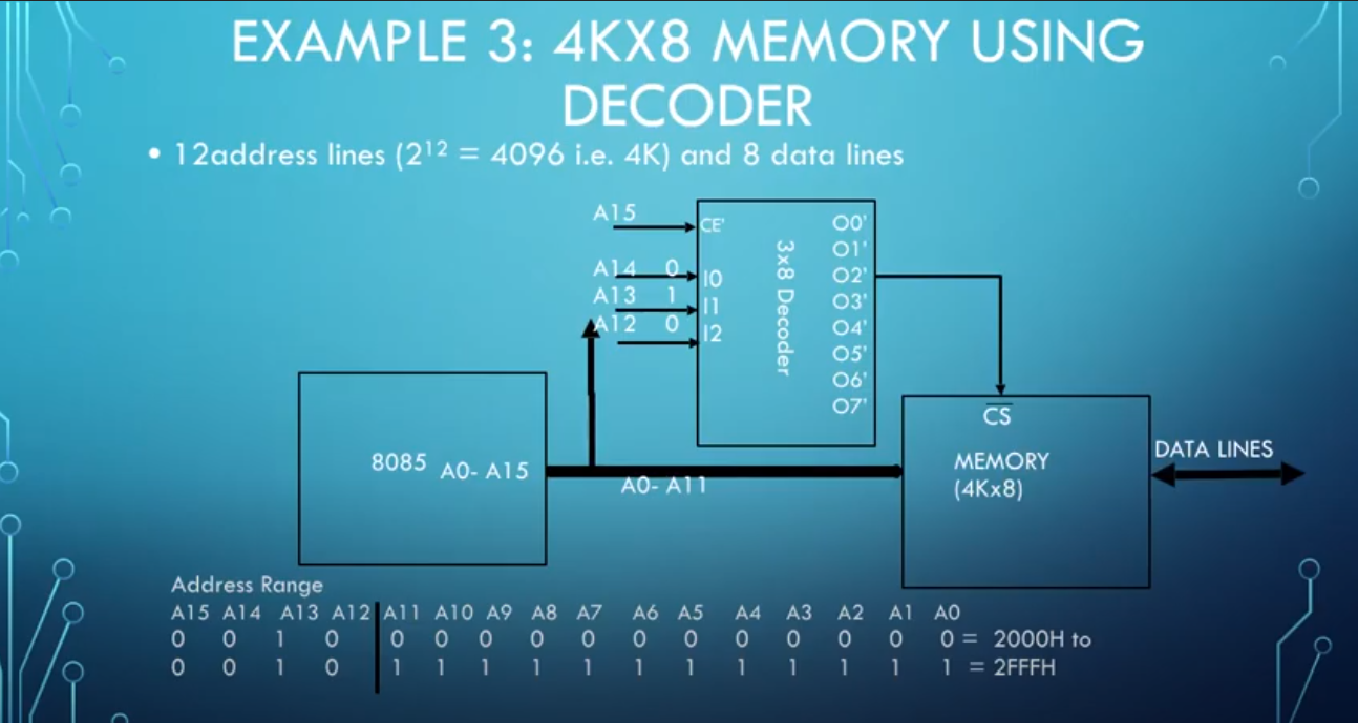 EXAMPLE 3: 4KX8 MEMORY USING
DECODER
• 12address lines (2¹² = 4096 i.e. 4K) and 8 data lines
A15 CE' O0'
O1'
A14 0 I0 O2'
A13 1 I1 O3'
A12 0 I2 O4'
3x8 Decoder
O5'
O6'
O7'
C̅S̅
8085 A0- A15
A0- A11
MEMORY
(4Kx8)
DATA LINES
Address Range
A15 A14 A13 A12 A11 A10 A9 A8 A7 A6 A5 A4 A3 A2 A1 A0
0 0 1 0 0 0 0 0 0 0 0 0 0 0 0 0 = 2000H to
0 0 1 0 1 1 1 1 1 1 1 1 1 1 1 1 = 2FFFH